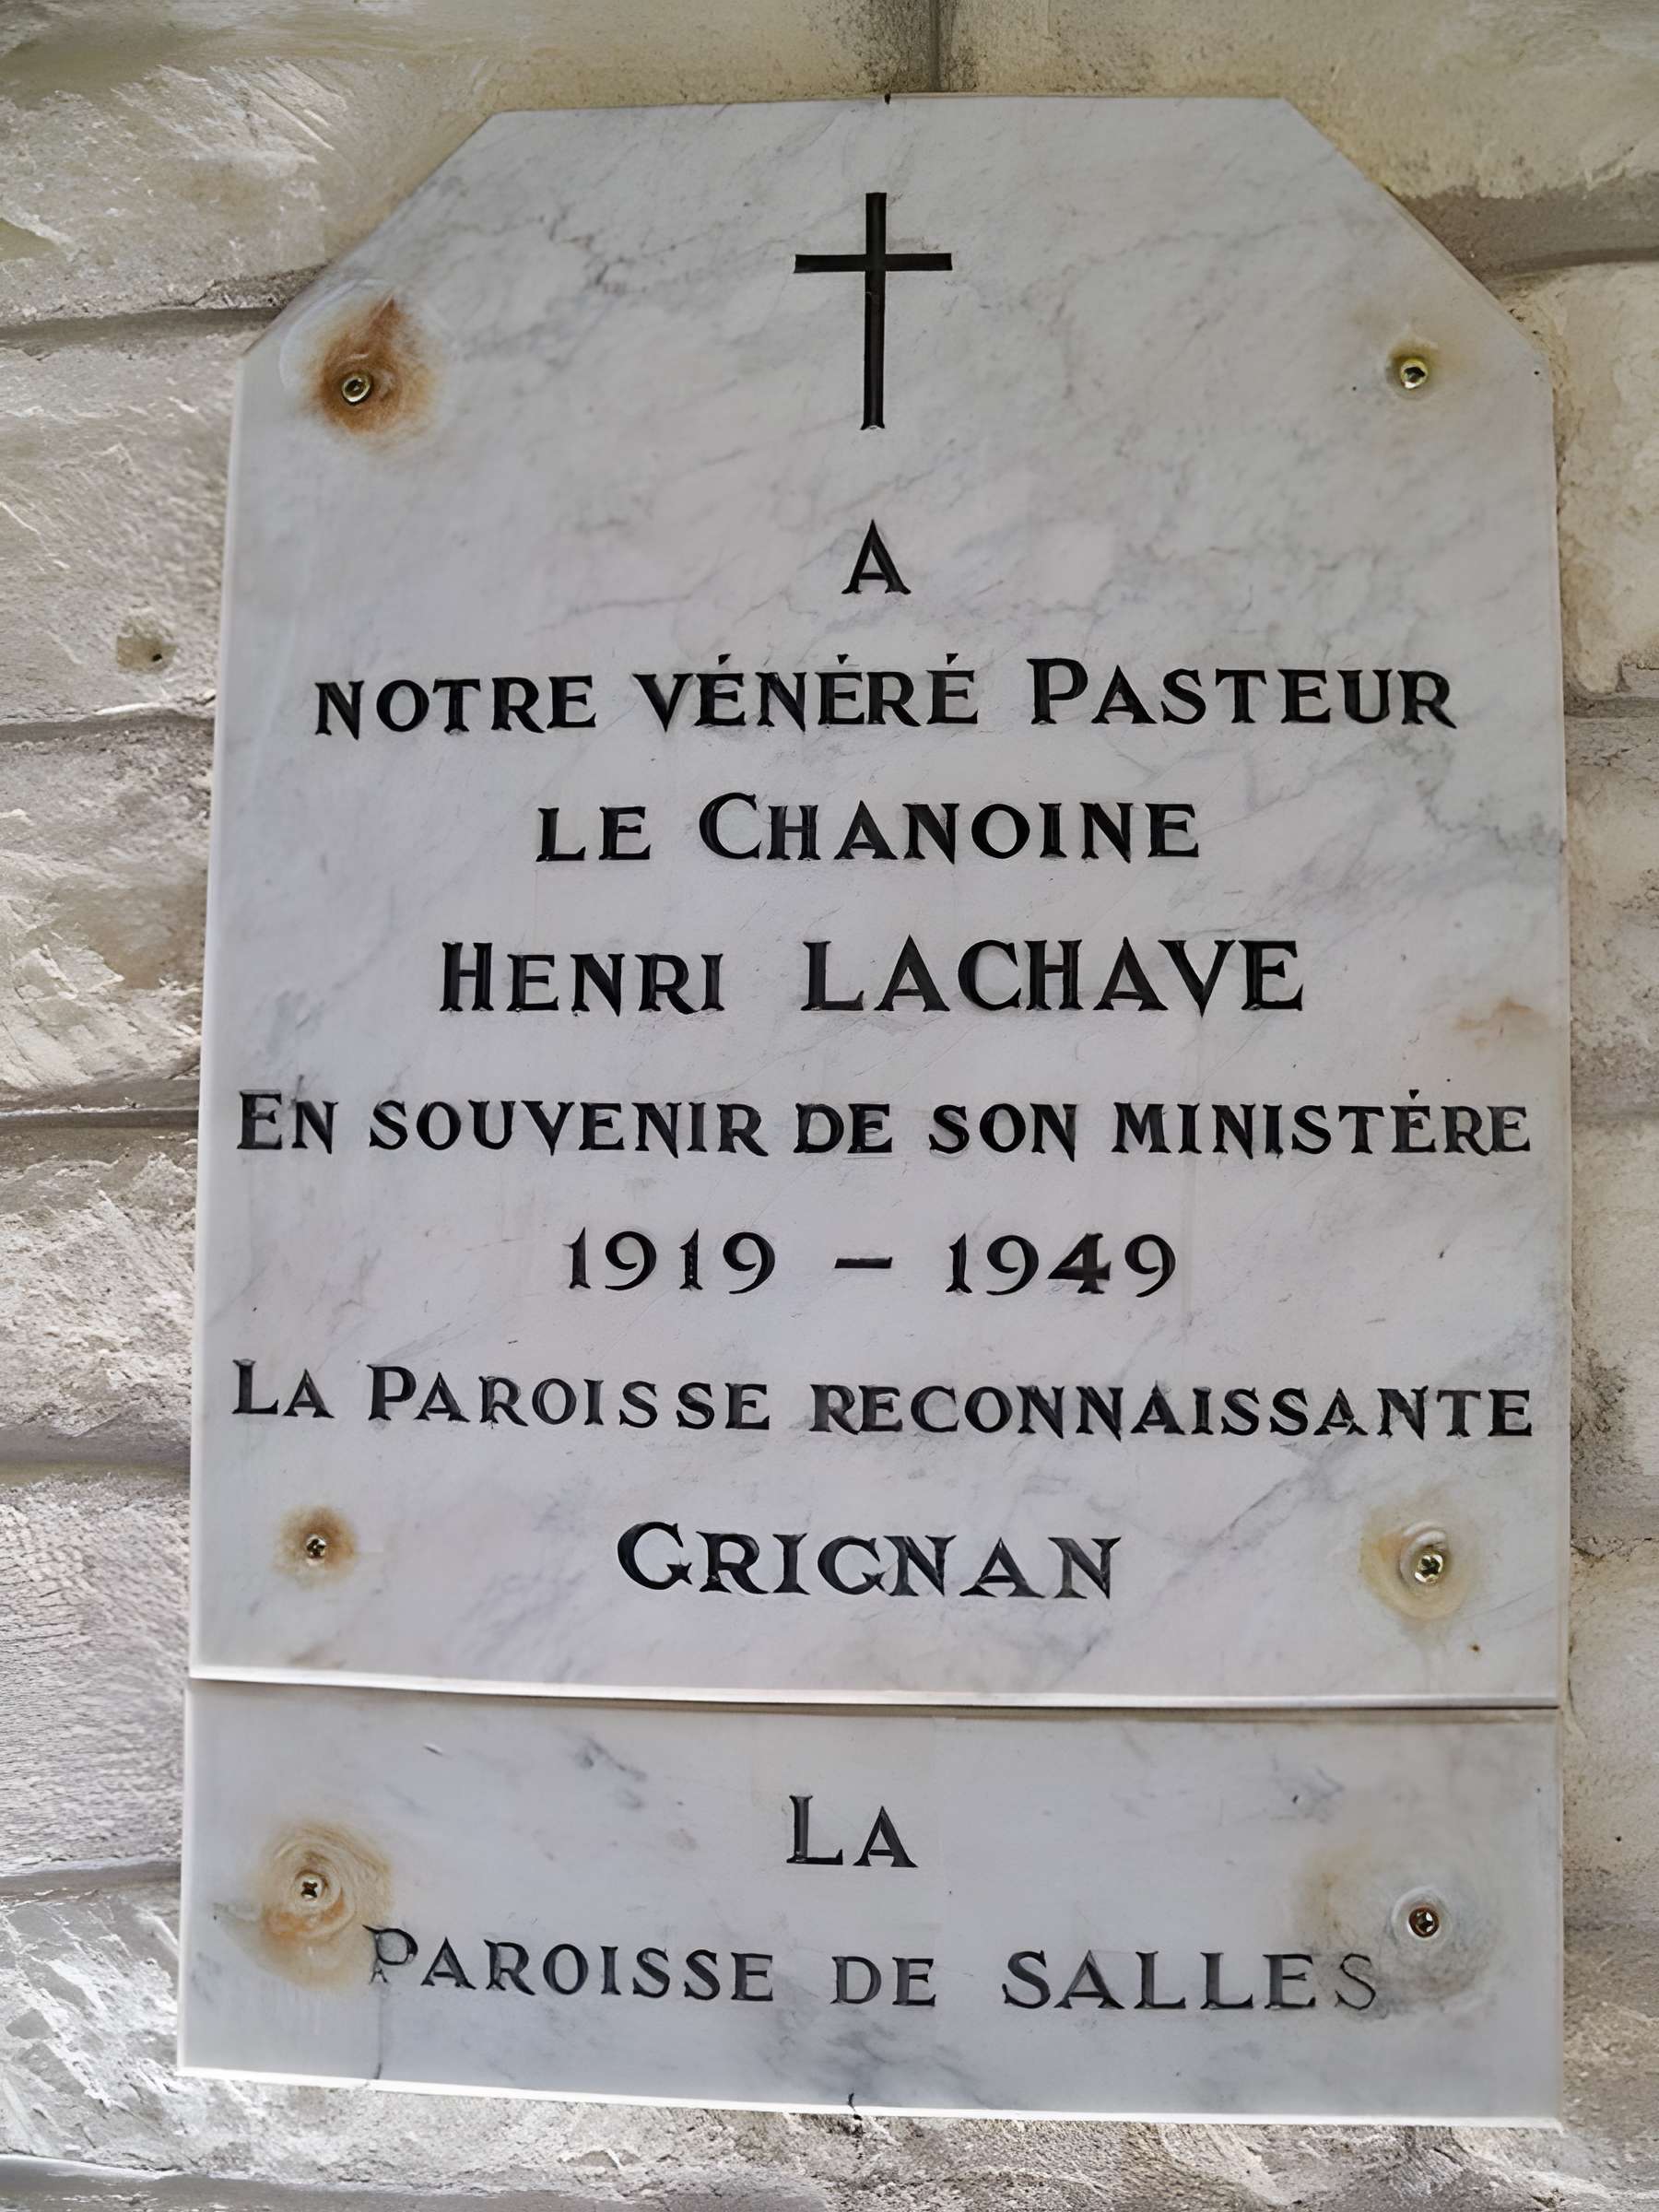 A
NOTRE VÉNÉRÉ PASTEUR
LE CHANOINE
HENRI LACHAVE
EN SOUVENIR DE SON MINISTÉRE
1919 – 1949
LA PAROISSE RECONNAISSANTE
GRIGNAN
LA
PAROISSE DE SALLES